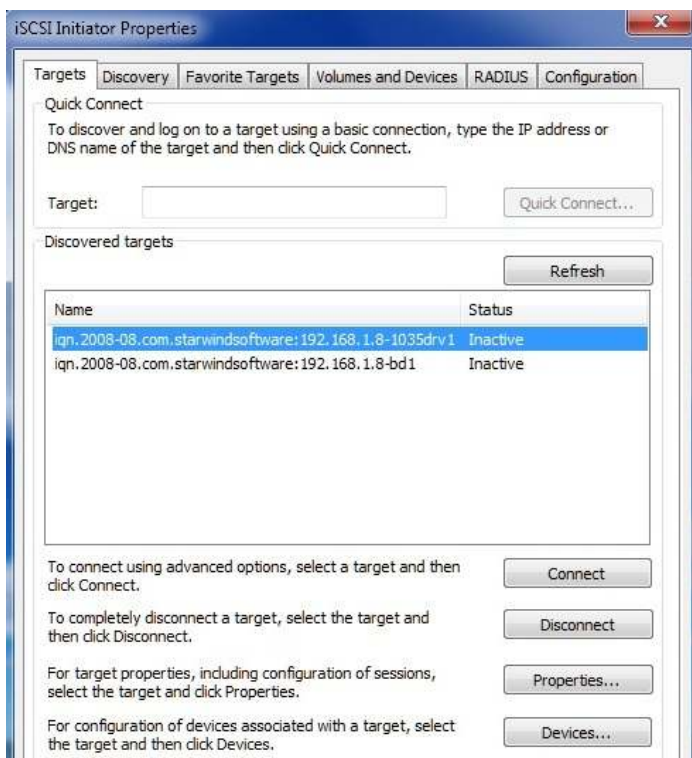 iSCSI Initiator Properties
x
Targets Discovery Favorite Targets Volumes and Devices RADIUS Configuration
Quick Connect
To discover and log on to a target using a basic connection, type the IP address or
DNS name of the target and then click Quick Connect.
Target:
Quick Connect...
Discovered targets
Refresh
Name Status
iqn.2008-08.com.starwindsoftware:192.168.1.8-1035drv1 Inactive
iqn.2008-08.com.starwindsoftware:192.168.1.8-bd1 Inactive
To connect using advanced options, select a target and then
click Connect.
Connect
To completely disconnect a target, select the target and
then click Disconnect.
Disconnect
For target properties, including configuration of sessions,
select the target and click Properties.
Properties...
For configuration of devices associated with a target, select
the target and then click Devices.
Devices...